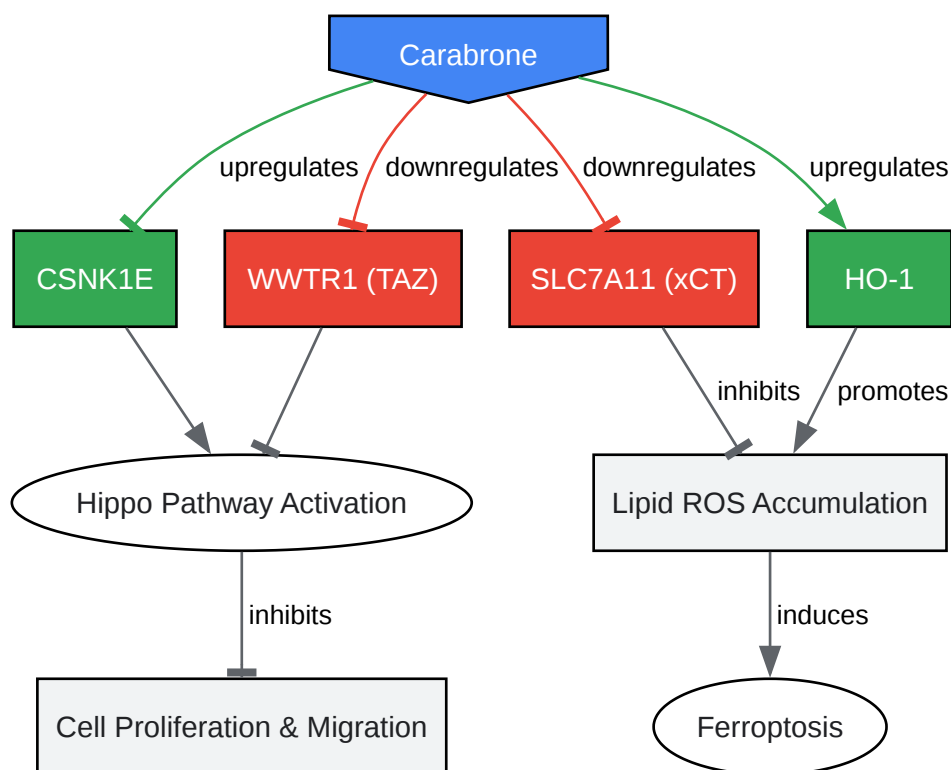 Carabrone
upregulates
downregulates
downregulates
upregulates
CSNK1E
WWTR1 (TAZ)
SLC7A11 (xCT)
HO-1
inhibits
promotes
Hippo Pathway Activation
Lipid ROS Accumulation
inhibits
induces
Cell Proliferation & Migration
Ferroptosis